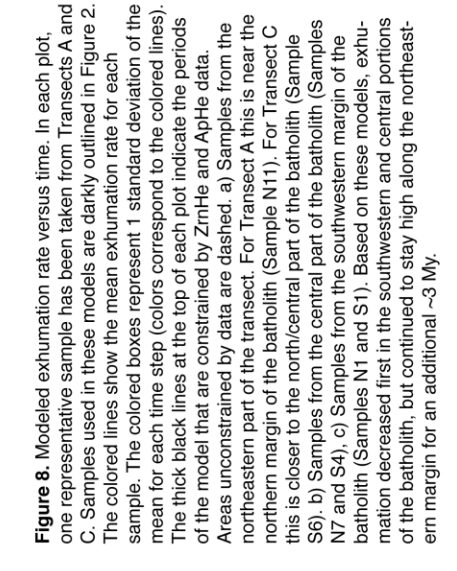 Figure 8. Modeled exhumation rate versus time. In each plot,
one representative sample has been taken from Transects A and
C. Samples used in these models are darkly outlined in Figure 2.
The colored lines show the mean exhumation rate for each
sample. The colored boxes represent 1 standard deviation of the
mean for each time step (colors correspond to the colored lines).
The thick black lines at the top of each plot indicate the periods
of the model that are constrained by ZrnHe and ApHe data.
Areas unconstrained by data are dashed. a) Samples from the
northeastern part of the transect. For Transect A this is near the
northern margin of the batholith (Sample N11). For Transect C
this is closer to the north/central part of the batholith (Sample
S6). b) Samples from the central part of the batholith (Samples
N7 and S4), c) Samples from the southwestern margin of the
batholith (Samples N1 and S1). Based on these models, exhu-
mation decreased first in the southwestern and central portions
of the batholith, but continued to stay high along the northeast-
ern margin for an additional ~3 My.